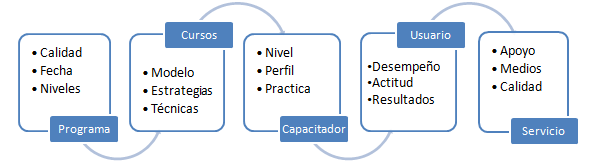 • Calidad
• Fecha
• Niveles
Programa
Cursos
• Modelo
• Estrategias
• Técnicas
• Nivel
• Perfil
• Practica
Capacitador
Usuario
•Desempeño
•Actitud
•Resultados
• Apoyo
• Medios
• Calidad
Servicio